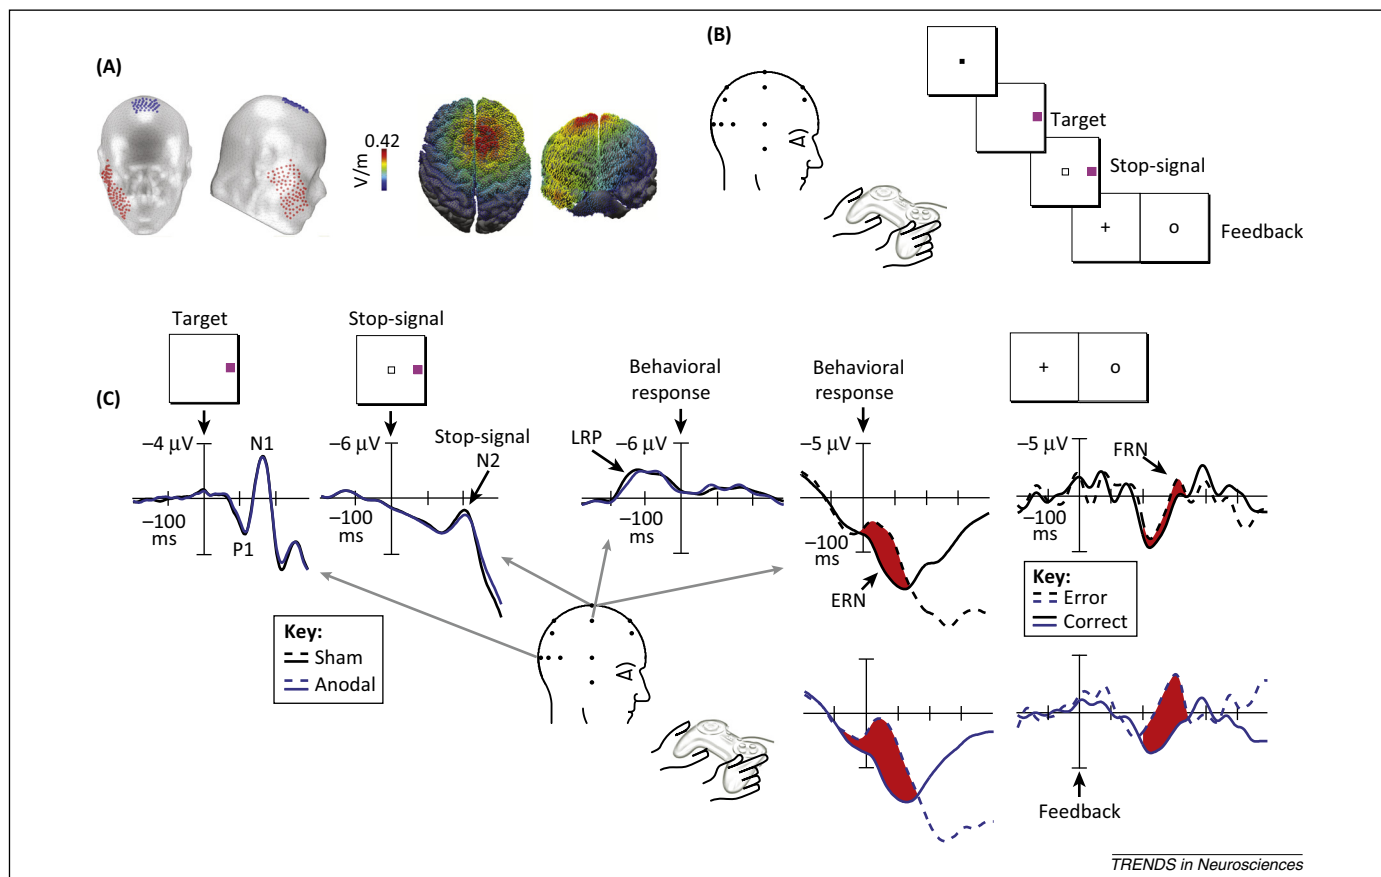 (A)
0.42
V/m
(B)
Target
Stop-signal
+
o
Feedback
(C)
Target
–4 μV
N1
P1
–100
ms
Stop-signal
–6 μV
Stop-signal
N2
–100
ms
Behavioral
response
LRP
–6 μV
–100
ms
Behavioral
response
–5 μV
–100
ms
ERN
+
o
–5 μV
FRN
–100
ms
Key:
Error
Correct
Key:
Sham
Anodal
Feedback
TRENDS in Neurosciences